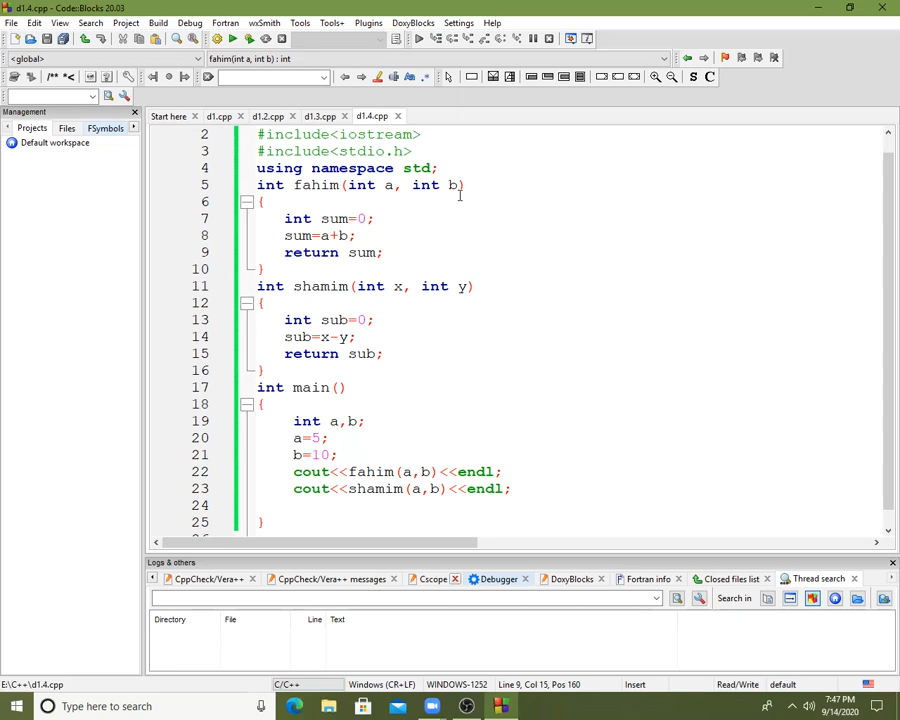 d1.4.cpp - Code::Blocks 20.03
File Edit View Search Project Build Debug Fortran wxSmith Tools Tools+ Plugins DoxyBlocks Settings Help
<global> fahim(int a, int b) : int
/** *< .* S C
Management
Projects Files FSymbols
Default workspace
Start here d1.cpp d1.2.cpp d1.3.cpp d1.4.cpp
2 #include<iostream>
3 #include<stdio.h>
4 using namespace std;
5 int fahim(int a, int b)
6 {
7 int sum=0;
8 sum=a+b;
9 return sum;
10 }
11 int shamim(int x, int y)
12 {
13 int sub=0;
14 sub=x-y;
15 return sub;
16 }
17 int main()
18 {
19 int a,b;
20 a=5;
21 b=10;
22 cout<<fahim(a,b)<<endl;
23 cout<<shamim(a,b)<<endl;
24
25 }
Logs & others
CppCheck/Vera++ CppCheck/Vera++ messages Cscope Debugger DoxyBlocks Fortran info Closed files list Thread search
Search in
Directory File Line Text
E:\C++\d1.4.cpp C/C++ Windows (CR+LF) WINDOWS-1252 Line 9, Col 15, Pos 160 Insert Read/Write default
Type here to search
7:47 PM
9/14/2020